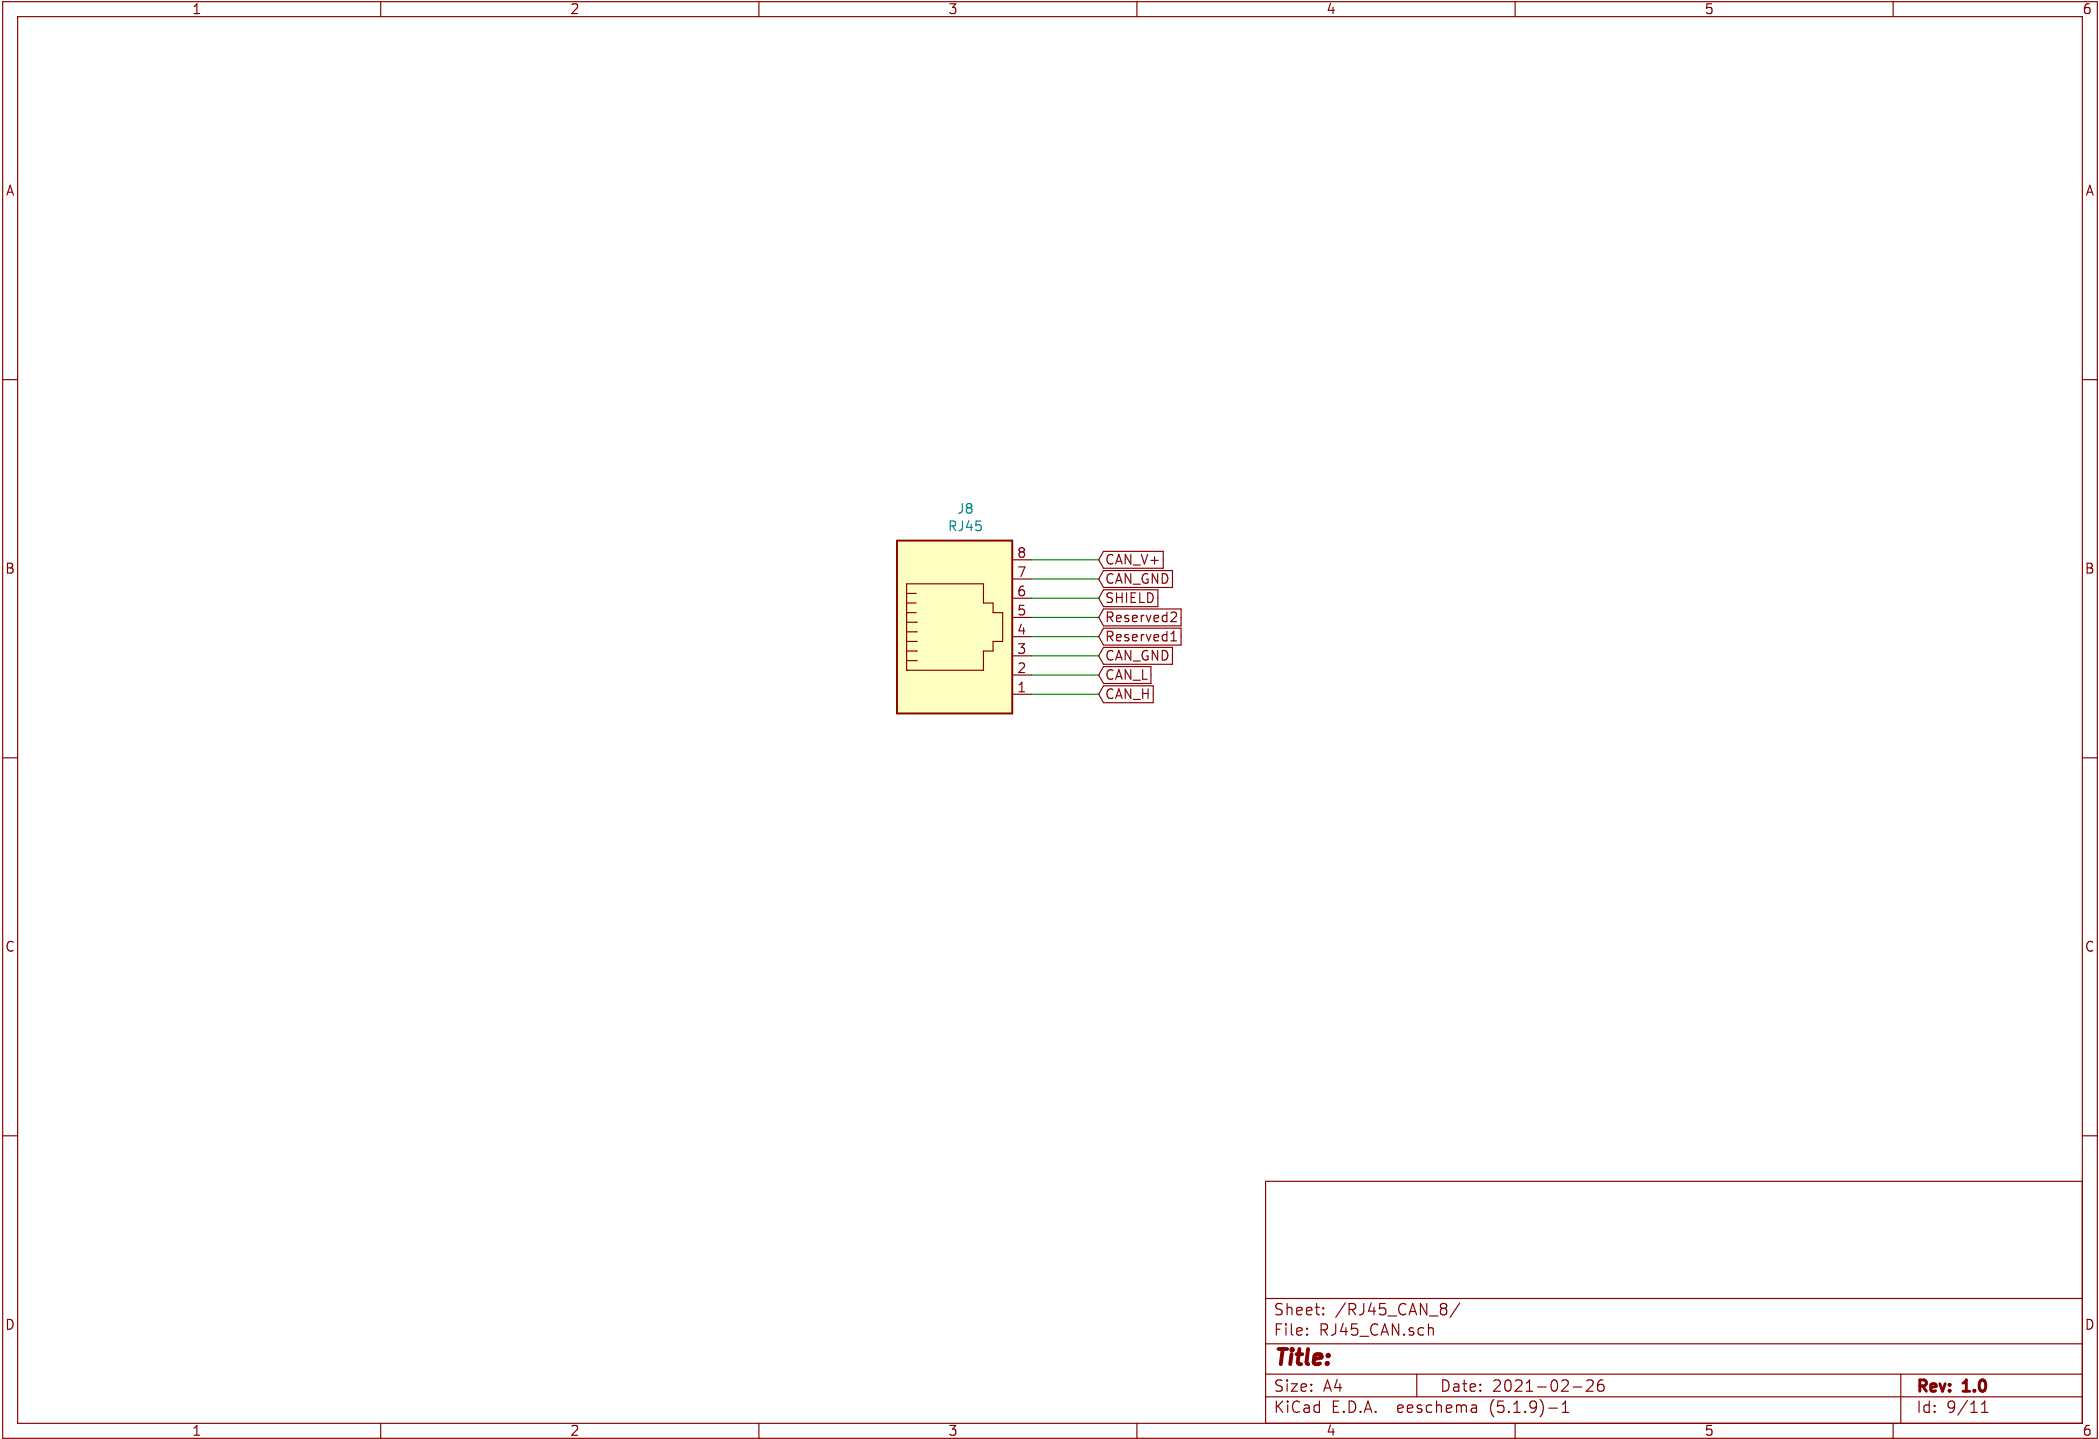 1 2 3 4 5 6
A A
J8
RJ45
8 CAN_V+
B B
7 CAN_GND
6 SHIELD
5 Reserved2
4 Reserved1
3 CAN_GND
2 CAN_L
1 CAN_H
C C
Sheet: /RJ45_CAN_8/
D D
File: RJ45_CAN.sch
Title:
Size: A4 Date: 2021-02-26 Rev: 1.0
KiCad E.D.A. eeschema (5.1.9)-1 Id: 9/11
1 2 3 4 5 6